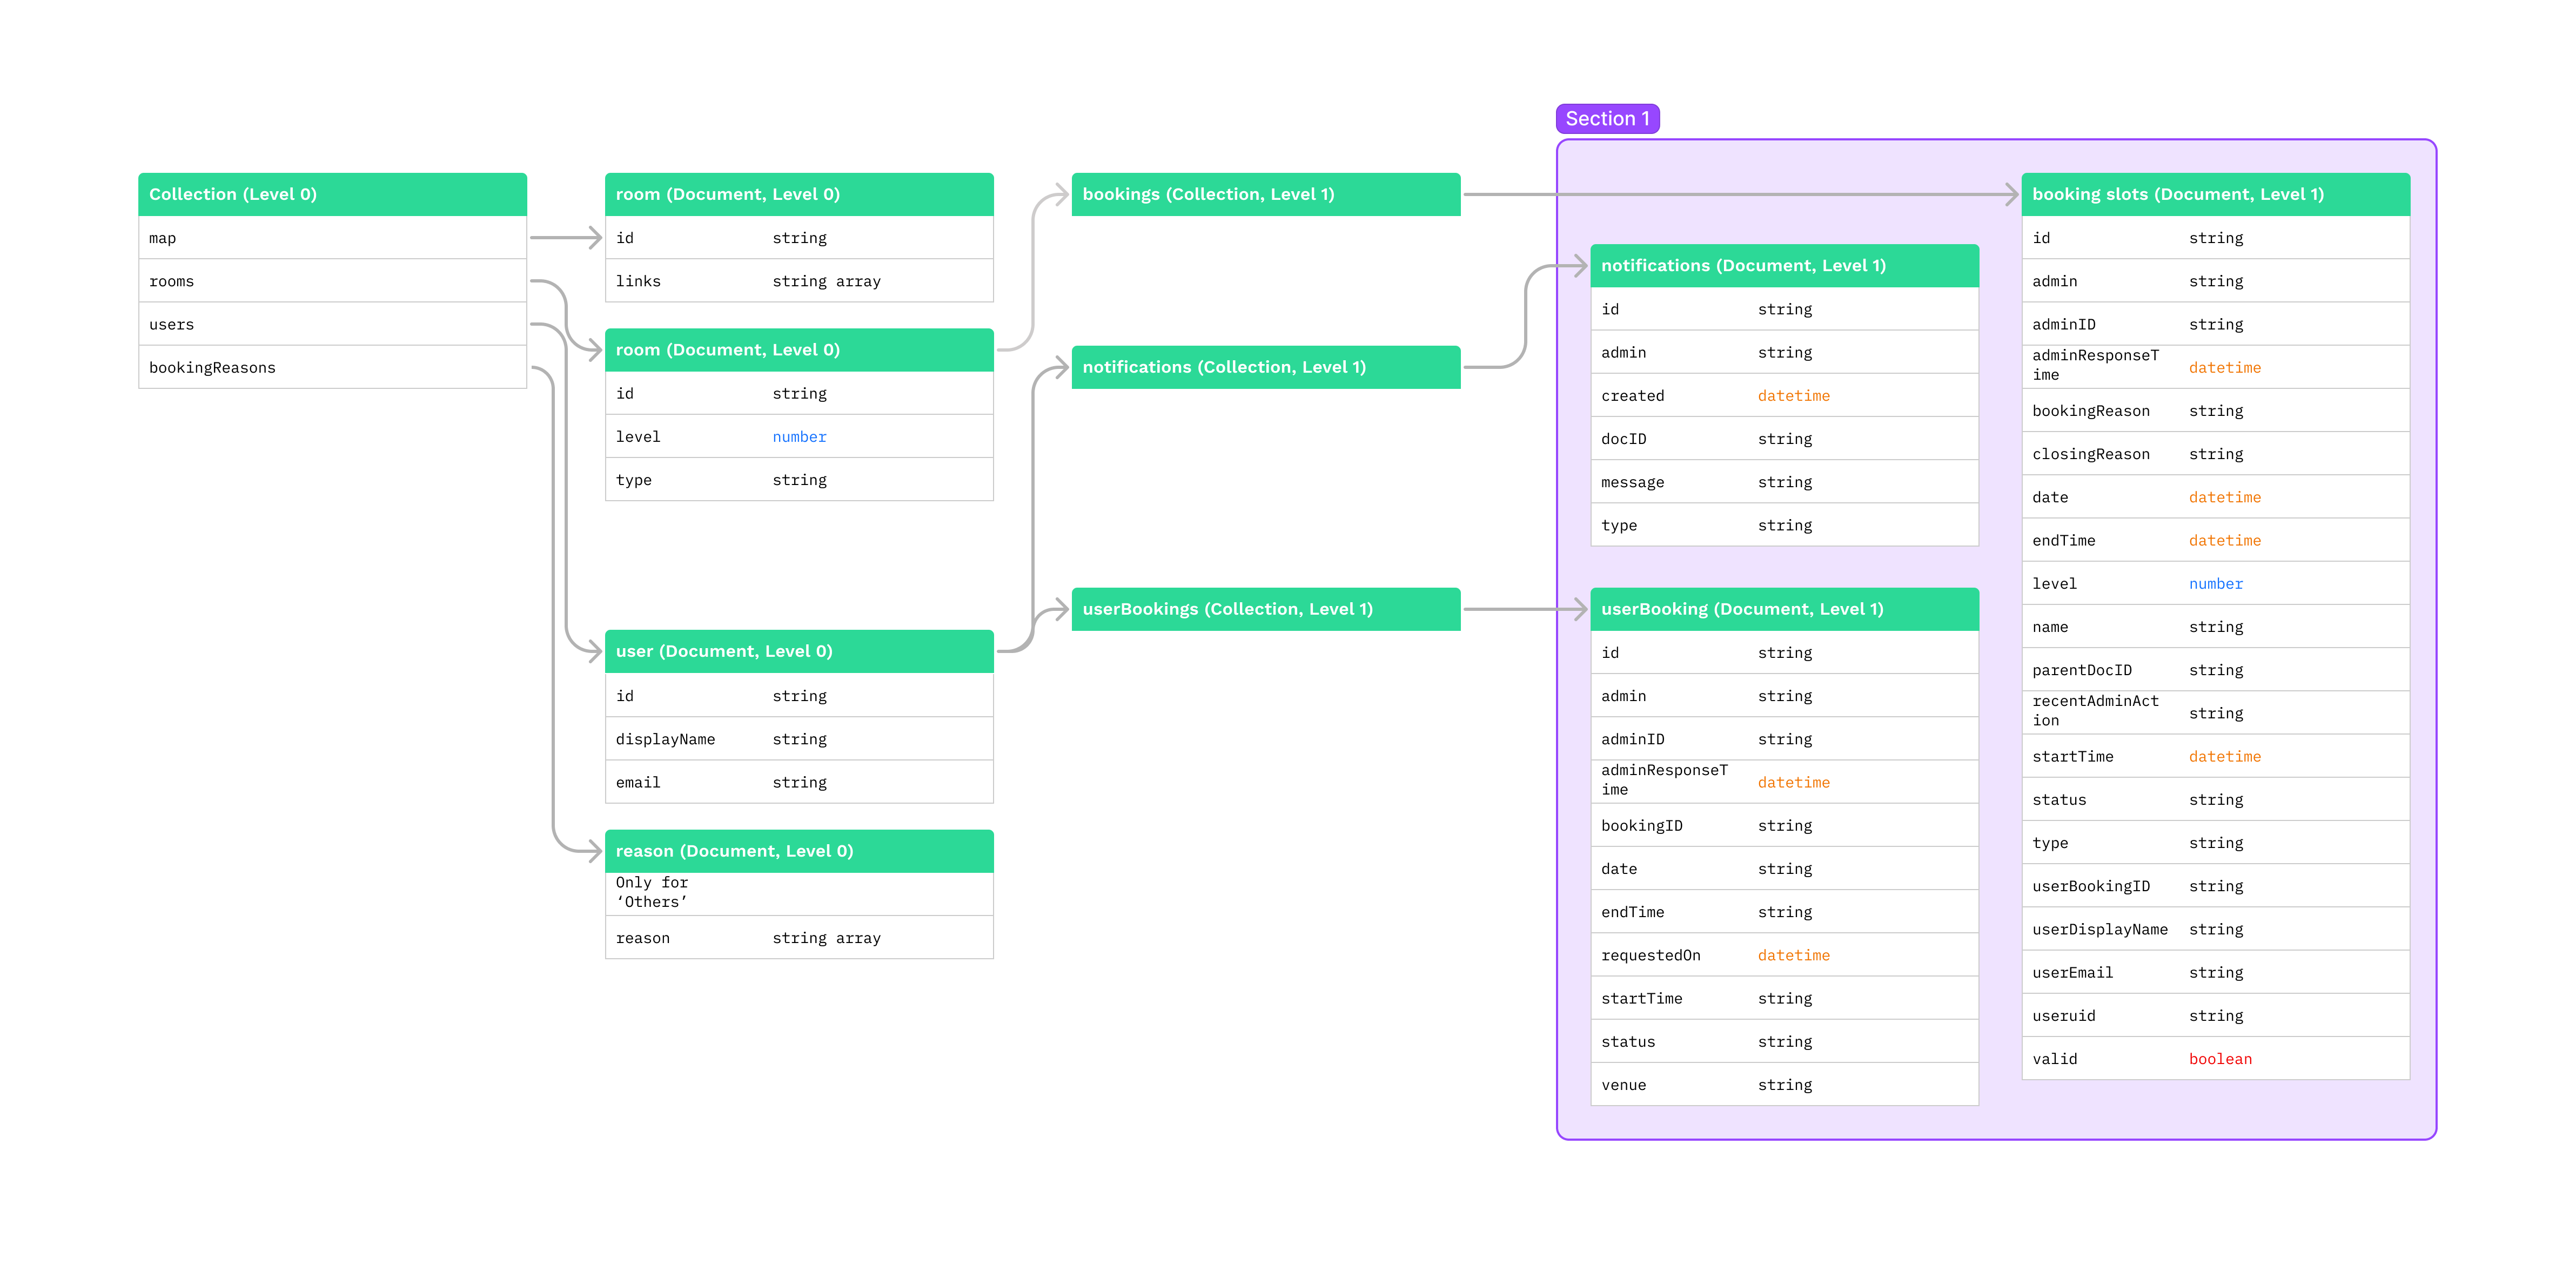 Section 1
Collection (Level 0)
map
rooms
users
bookingReasons
room (Document, Level 0)
id string
links string array
room (Document, Level 0)
id string
level number
type string
user (Document, Level 0)
id string
displayName string
email string
reason (Document, Level 0)
Only for
‘Others’
reason string array
bookings (Collection, Level 1)
notifications (Collection, Level 1)
userBookings (Collection, Level 1)
notifications (Document, Level 1)
id string
admin string
created datetime
docID string
message string
type string
userBooking (Document, Level 1)
id string
admin string
adminID string
adminResponseT
ime datetime
bookingID string
date string
endTime string
requestedOn datetime
startTime string
status string
venue string
booking slots (Document, Level 1)
id string
admin string
adminID string
adminResponseT
ime datetime
bookingReason string
closingReason string
date datetime
endTime datetime
level number
name string
parentDocID string
recentAdminAct
ion string
startTime datetime
status string
type string
userBookingID string
userDisplayName string
userEmail string
useruid string
valid boolean